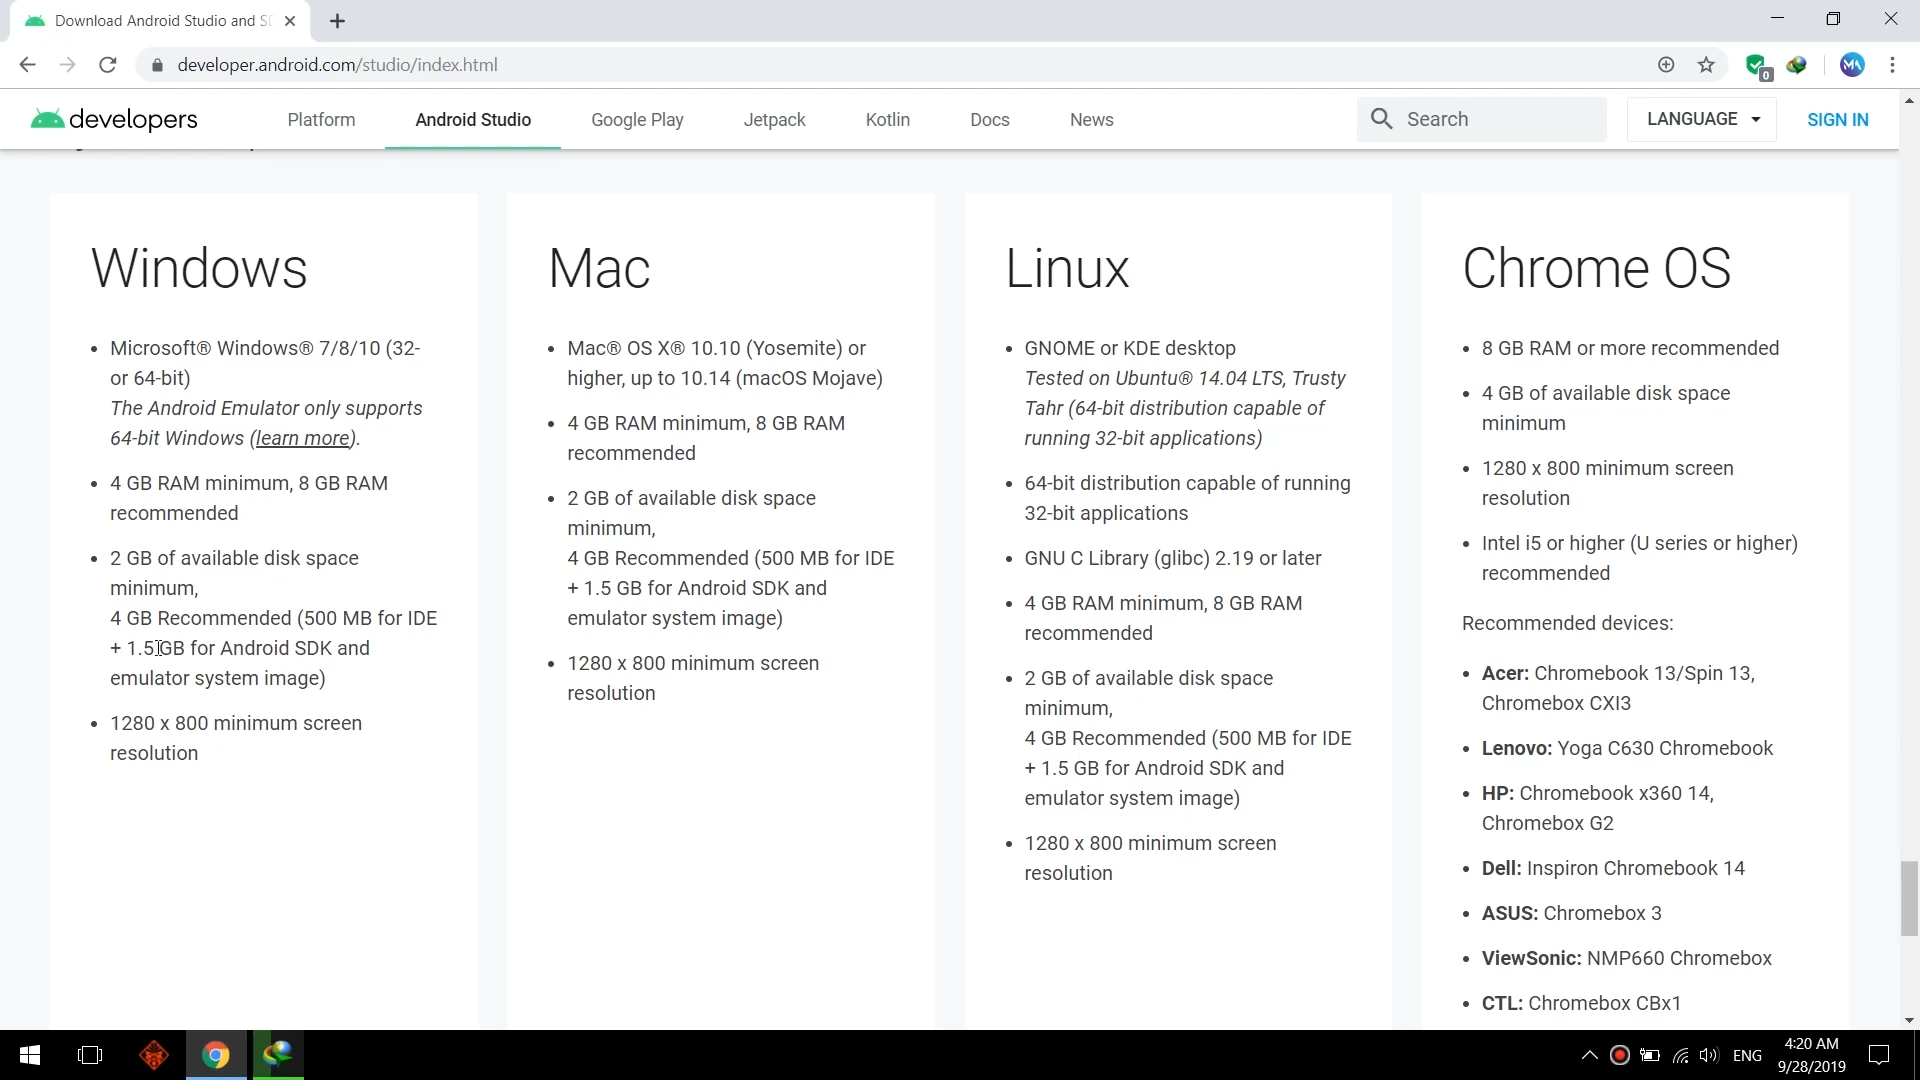 Download Android Studio and S
developer.android.com/studio/index.html
0
MA
developers
Platform
Android Studio
Google Play
Jetpack
Kotlin
Docs
News
Search
LANGUAGE
SIGN IN
Windows
• Microsoft® Windows® 7/8/10 (32-
or 64-bit)
The Android Emulator only supports
64-bit Windows (learn more).
• 4 GB RAM minimum, 8 GB RAM
recommended
• 2 GB of available disk space
minimum,
4 GB Recommended (500 MB for IDE
+ 1.5 GB for Android SDK and
emulator system image)
• 1280 x 800 minimum screen
resolution
Mac
• Mac® OS X® 10.10 (Yosemite) or
higher, up to 10.14 (macOS Mojave)
• 4 GB RAM minimum, 8 GB RAM
recommended
• 2 GB of available disk space
minimum,
4 GB Recommended (500 MB for IDE
+ 1.5 GB for Android SDK and
emulator system image)
• 1280 x 800 minimum screen
resolution
Linux
• GNOME or KDE desktop
Tested on Ubuntu® 14.04 LTS, Trusty
Tahr (64-bit distribution capable of
running 32-bit applications)
• 64-bit distribution capable of running
32-bit applications
• GNU C Library (glibc) 2.19 or later
• 4 GB RAM minimum, 8 GB RAM
recommended
• 2 GB of available disk space
minimum,
4 GB Recommended (500 MB for IDE
+ 1.5 GB for Android SDK and
emulator system image)
• 1280 x 800 minimum screen
resolution
Chrome OS
• 8 GB RAM or more recommended
• 4 GB of available disk space
minimum
• 1280 x 800 minimum screen
resolution
• Intel i5 or higher (U series or higher)
recommended
Recommended devices:
• Acer: Chromebook 13/Spin 13,
Chromebox CXI3
• Lenovo: Yoga C630 Chromebook
• HP: Chromebook x360 14,
Chromebox G2
• Dell: Inspiron Chromebook 14
• ASUS: Chromebox 3
• ViewSonic: NMP660 Chromebox
• CTL: Chromebox CBx1
ENG
4:20 AM
9/28/2019